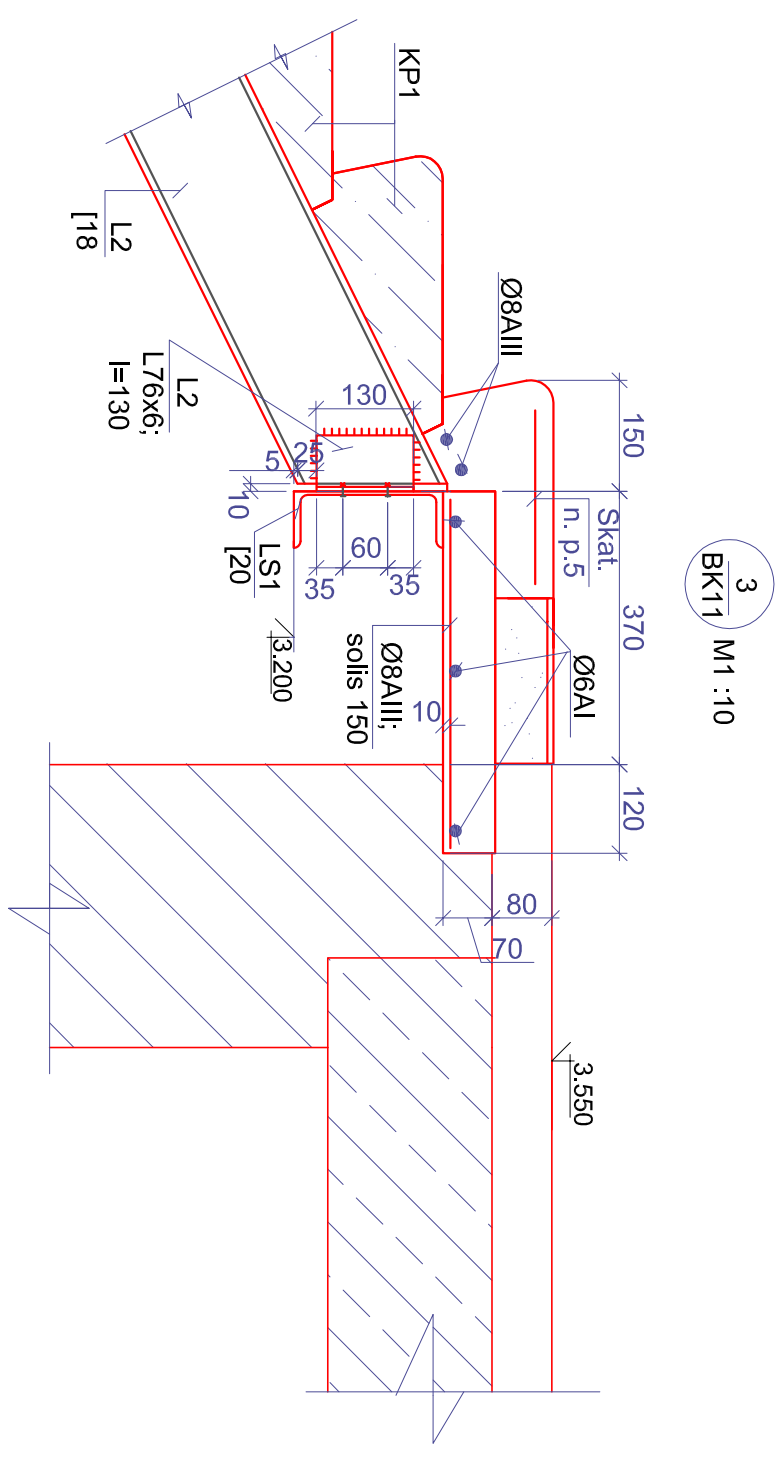 3
BK11
M1 :10
KP1
L2
[18
L2
L76x6;
l=130
Ø8AIII
130
25
5
10
LS1
[20
35
60
35
3.200
Skat.
n. p.5
150
370
120
Ø6AI
Ø8AIII;
solis 150
10
80
70
3.550